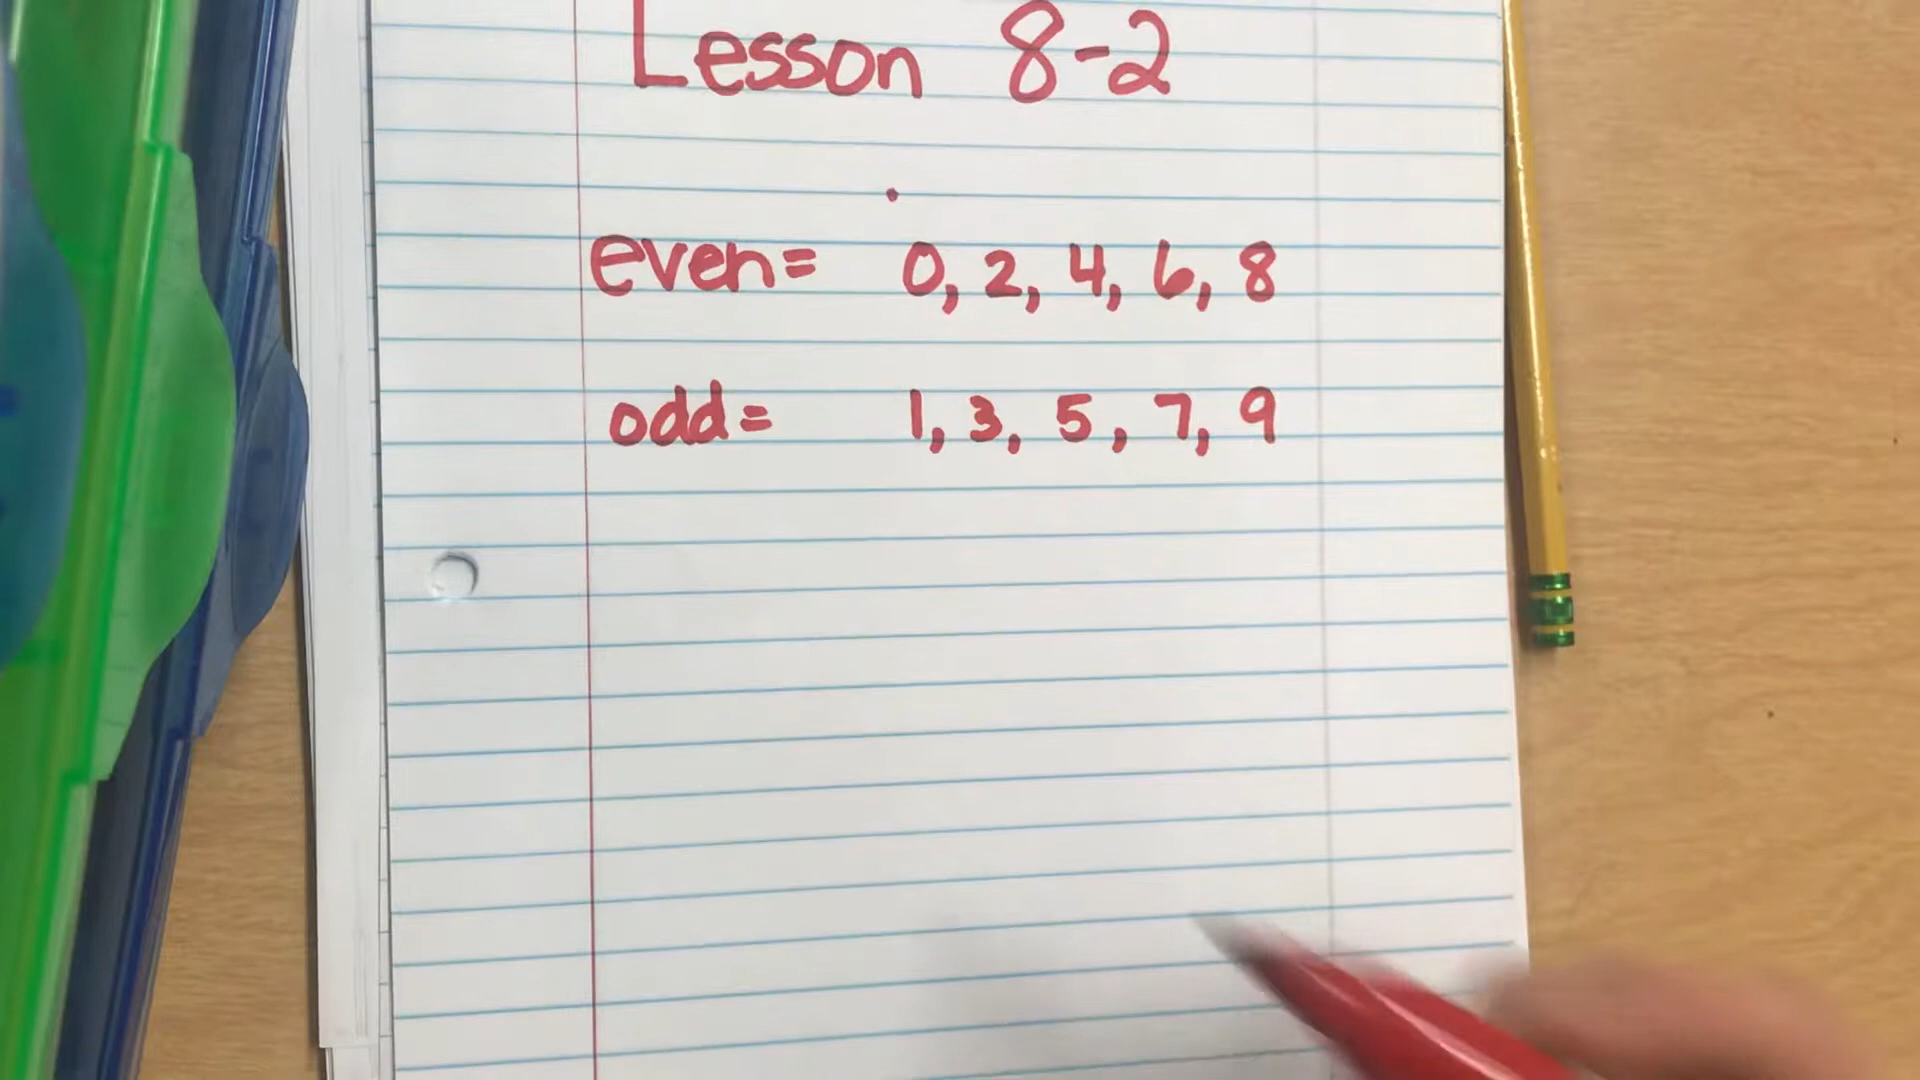 Lesson 8-2
even= 0, 2, 4, 6, 8
odd= 1, 3, 5, 7, 9